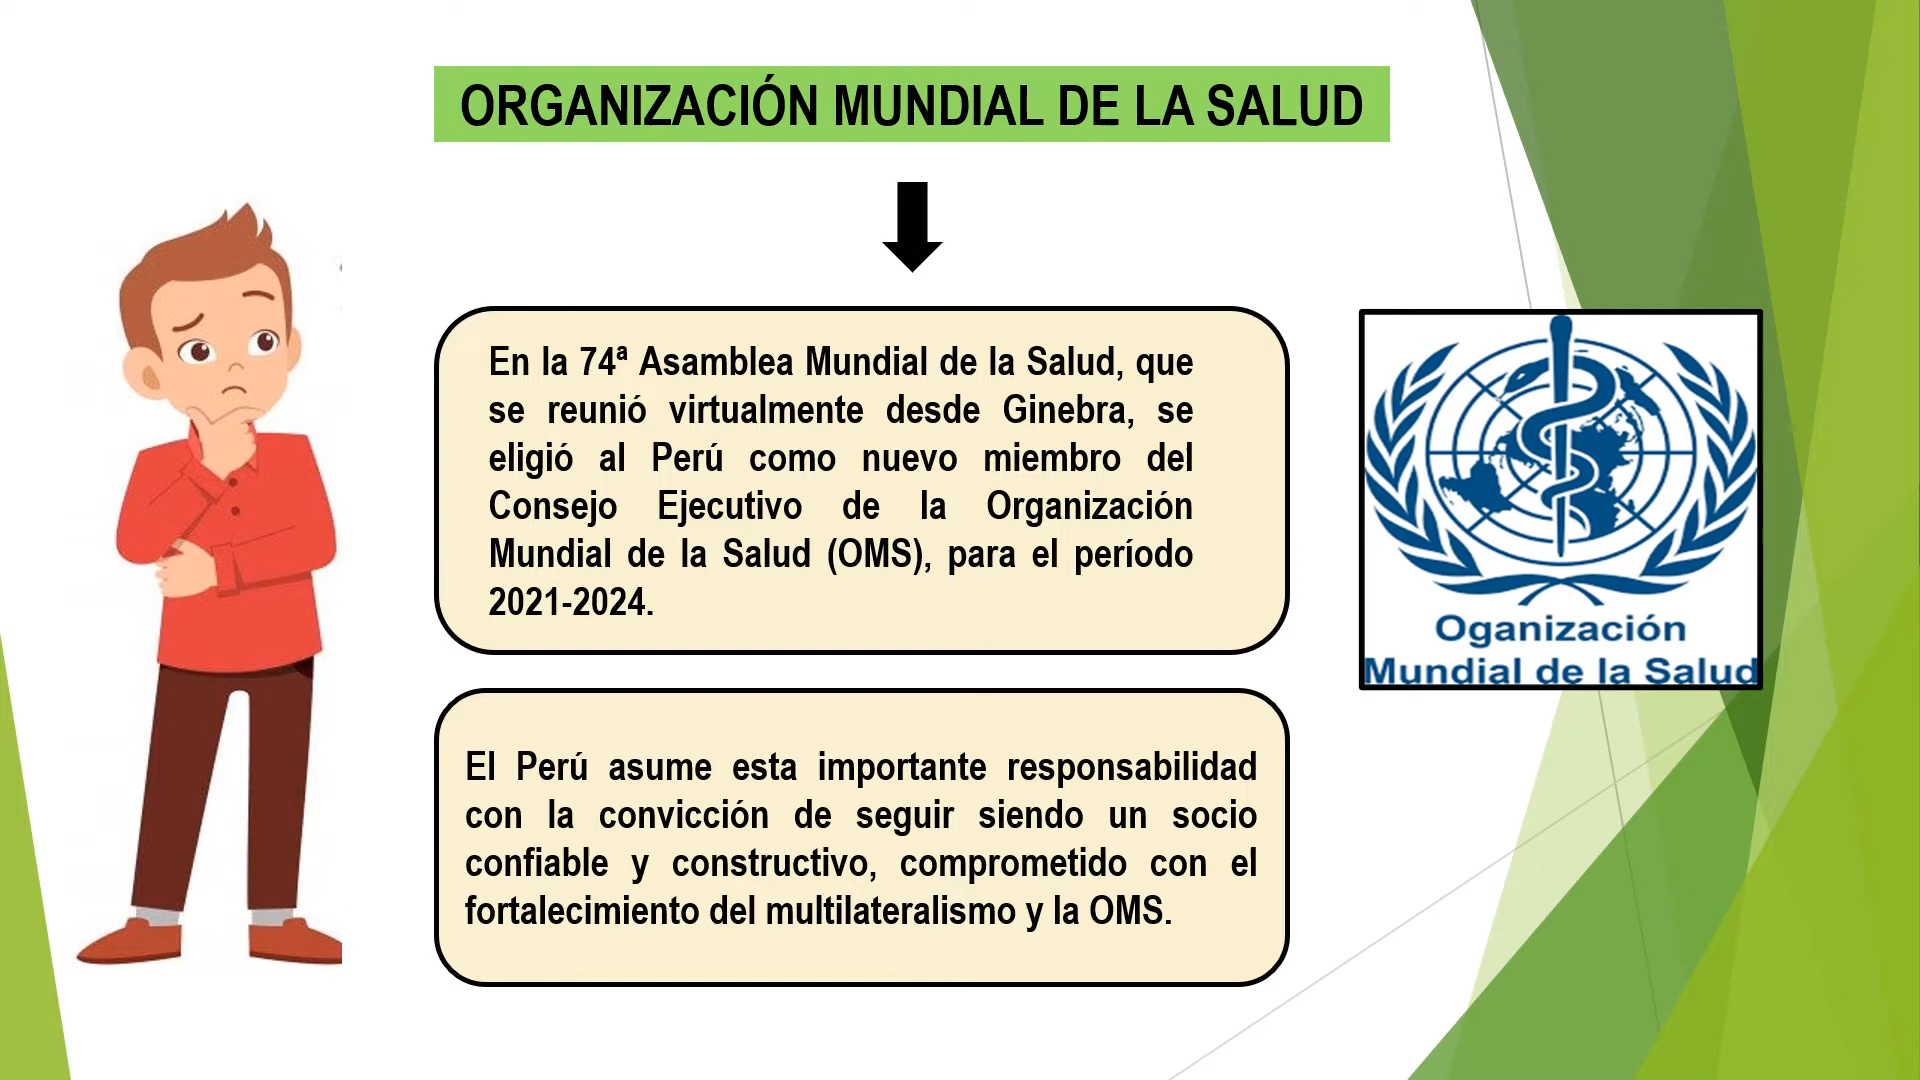 ORGANIZACIÓN MUNDIAL DE LA SALUD
En la 74ª Asamblea Mundial de la Salud, que
se reunió virtualmente desde Ginebra, se
eligió al Perú como nuevo miembro del
Consejo Ejecutivo de la Organización
Mundial de la Salud (OMS), para el período
2021-2024.
Oganización
Mundial de la Salud
El Perú asume esta importante responsabilidad
con la convicción de seguir siendo un socio
confiable y constructivo, comprometido con el
fortalecimiento del multilateralismo y la OMS.